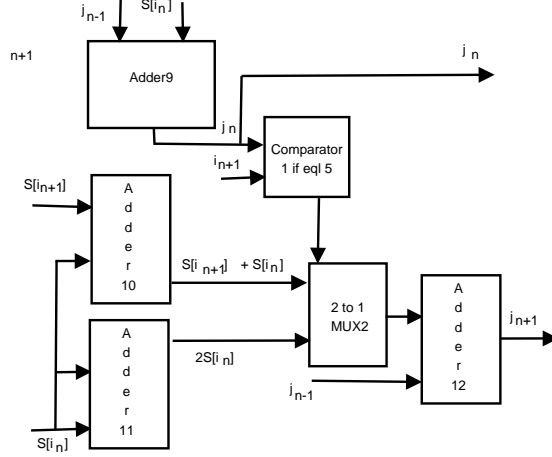 j n-1 S[i n]
n+1
Adder9
j n
j n
Comparator
1 if eql 5
i n+1
S[i n+1]
A
d
d
e
r
10
S[i n+1] + S[i n]
2 to 1
MUX2
A
d
d
e
r
12
j n+1
A
d
d
e
r
11
2S[i n]
j n-1
S[i n]